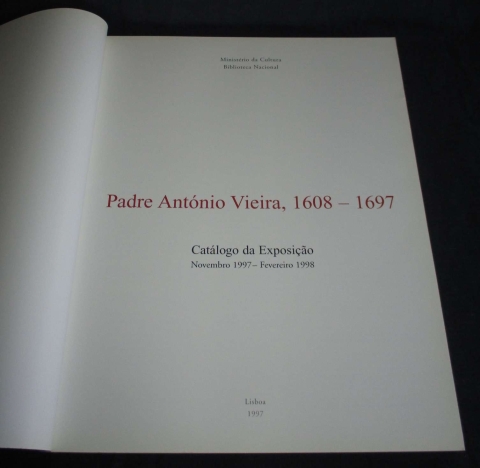 Ministério da Cultura
Biblioteca Nacional
Padre António Vieira, 1608 – 1697
Catálogo da Exposição
Novembro 1997– Fevereiro 1998
Lisboa
1997